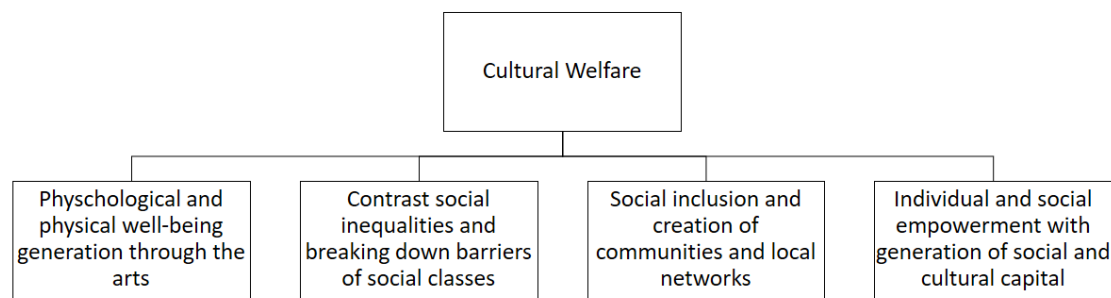 Cultural Welfare
Physchological and
physical well-being
generation through the
arts
Contrast social
inequalities and
breaking down barriers
of social classes
Social inclusion and
creation of
communities and local
networks
Individual and social
empowerment with
generation of social and
cultural capital